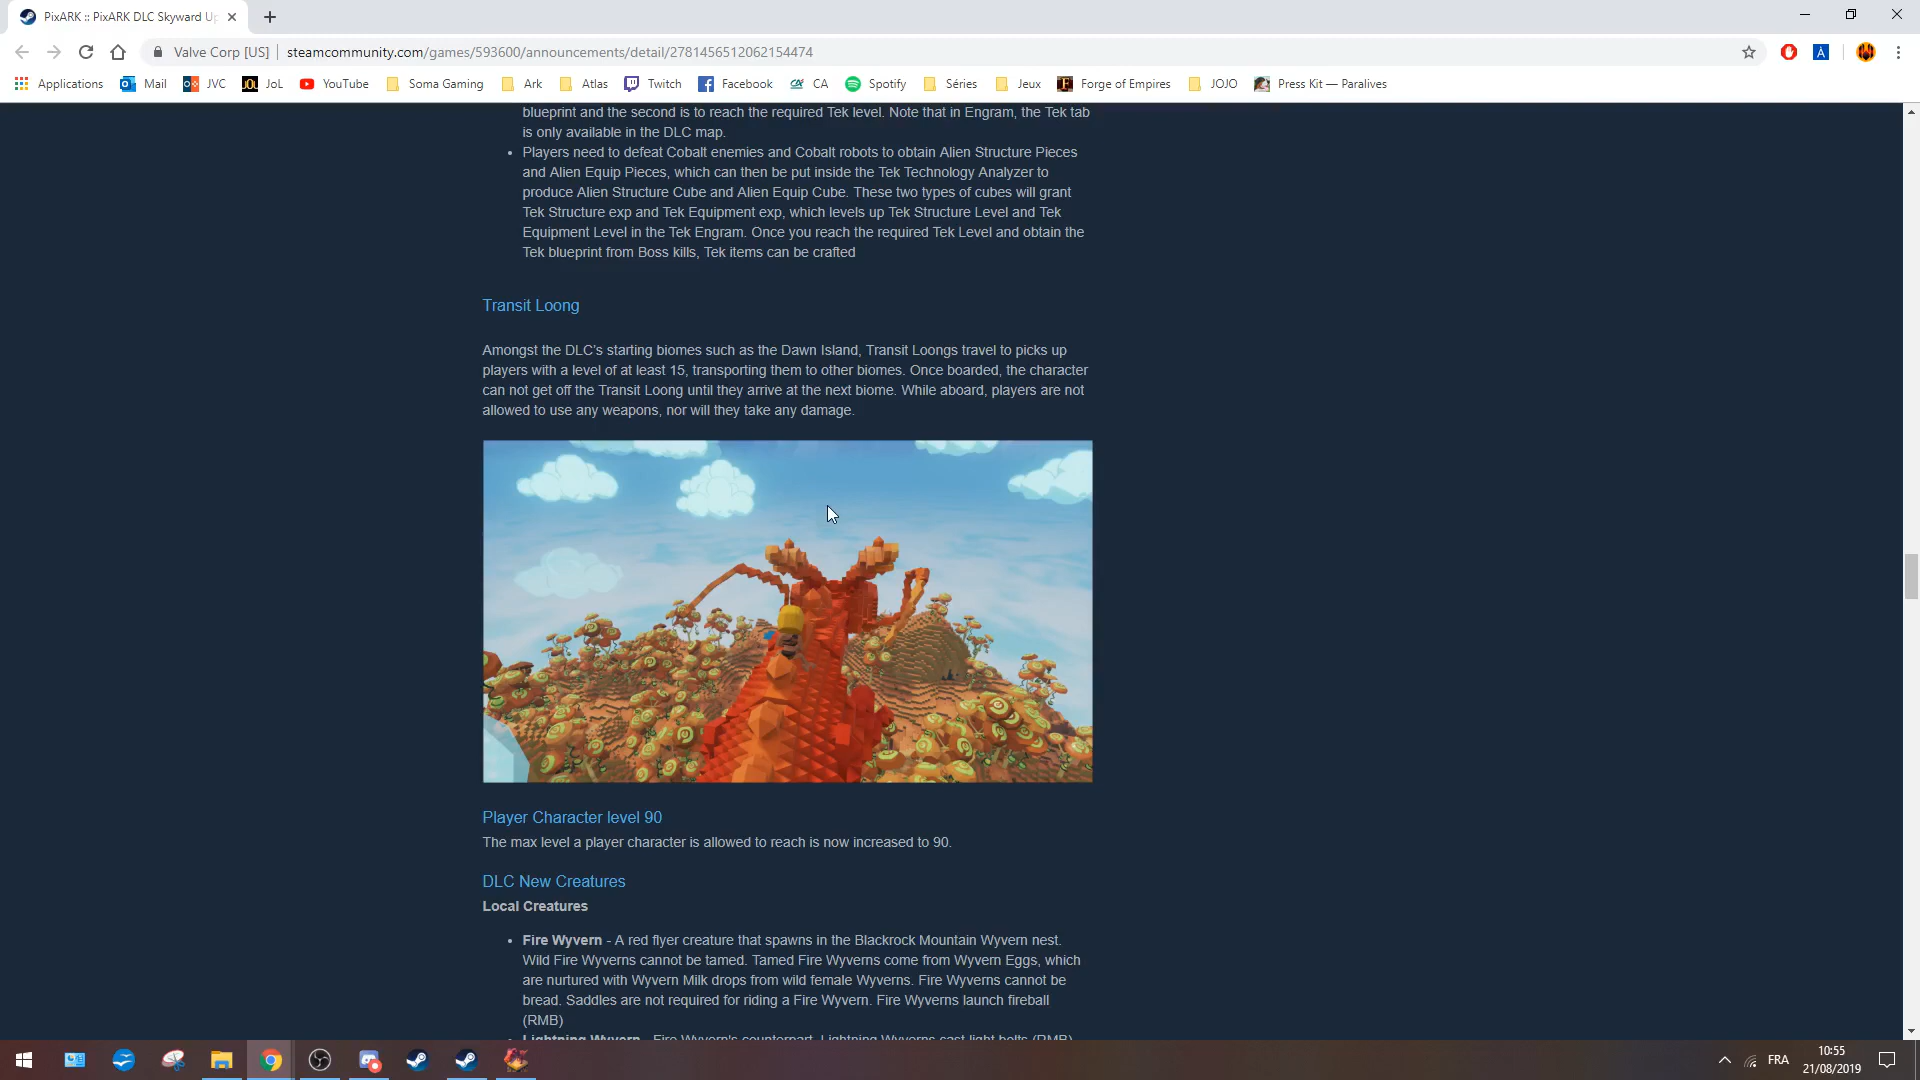 PixARK :: PixARK DLC Skyward Up
Valve Corp [US] steamcommunity.com/games/593600/announcements/detail/2781456512062154474
Applications Mail JVC JoL YouTube Soma Gaming Ark Atlas Twitch Facebook CA Spotify Séries Jeux Forge of Empires JOJO Press Kit — Paralives
blueprint and the second is to reach the required Tek level. Note that in Engram, the Tek tab
is only available in the DLC map.
• Players need to defeat Cobalt enemies and Cobalt robots to obtain Alien Structure Pieces
and Alien Equip Pieces, which can then be put inside the Tek Technology Analyzer to
produce Alien Structure Cube and Alien Equip Cube. These two types of cubes will grant
Tek Structure exp and Tek Equipment exp, which levels up Tek Structure Level and Tek
Equipment Level in the Tek Engram. Once you reach the required Tek Level and obtain the
Tek blueprint from Boss kills, Tek items can be crafted
Transit Loong
Amongst the DLC's starting biomes such as the Dawn Island, Transit Loongs travel to picks up
players with a level of at least 15, transporting them to other biomes. Once boarded, the character
can not get off the Transit Loong until they arrive at the next biome. While aboard, players are not
allowed to use any weapons, nor will they take any damage.
Player Character level 90
The max level a player character is allowed to reach is now increased to 90.
DLC New Creatures
Local Creatures
• Fire Wyvern - A red flyer creature that spawns in the Blackrock Mountain Wyvern nest.
Wild Fire Wyverns cannot be tamed. Tamed Fire Wyverns come from Wyvern Eggs, which
are nurtured with Wyvern Milk drops from wild female Wyverns. Fire Wyverns cannot be
bread. Saddles are not required for riding a Fire Wyvern. Fire Wyverns launch fireball
(RMB)
Lightning Wyvern - Fire Wyvern's counterpart, Lightning Wyverns cast light bolts (RMB)
FRA
10:55
21/08/2019